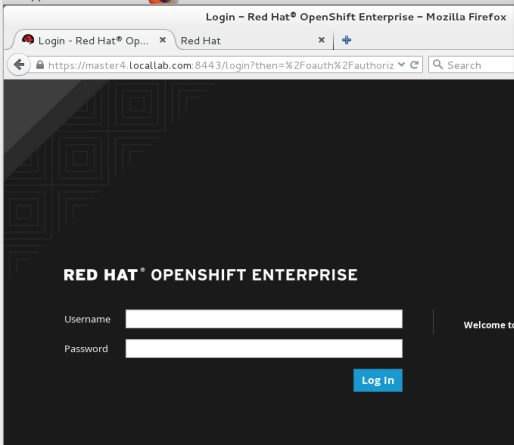 Login – Red Hat® OpenShift Enterprise – Mozilla Firefox
Login - Red Hat® Op... × Red Hat × +
https://master4.locallab.com:8443/login?then=%2Foauth%2Fauthoriz Search
RED HAT® OPENSHIFT ENTERPRISE
Username
Welcome to
Password
Log In